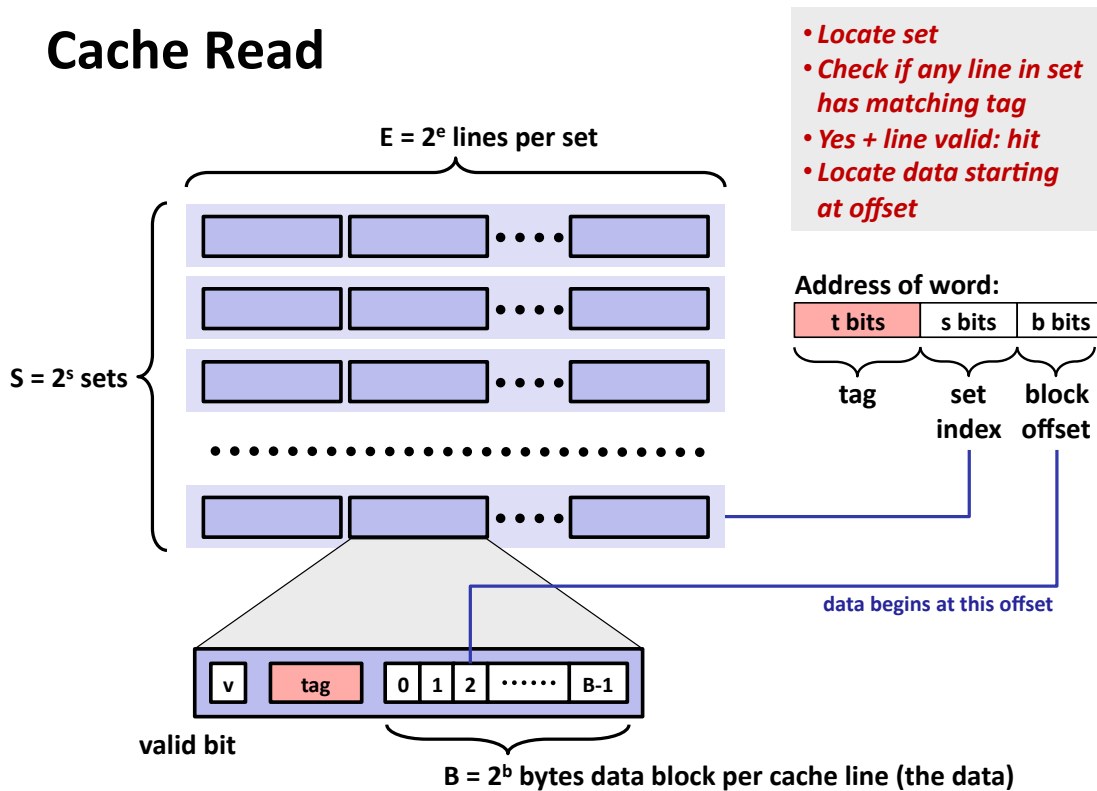 Cache Read
• Locate set
• Check if any line in set
has matching tag
• Yes + line valid: hit
• Locate data starting
at offset
E = 2ᵉ lines per set
S = 2ˢ sets
Address of word:
t bits s bits b bits
tag set block
index offset
data begins at this offset
v tag 0 1 2 •••••• B-1
valid bit
B = 2ᵇ bytes data block per cache line (the data)